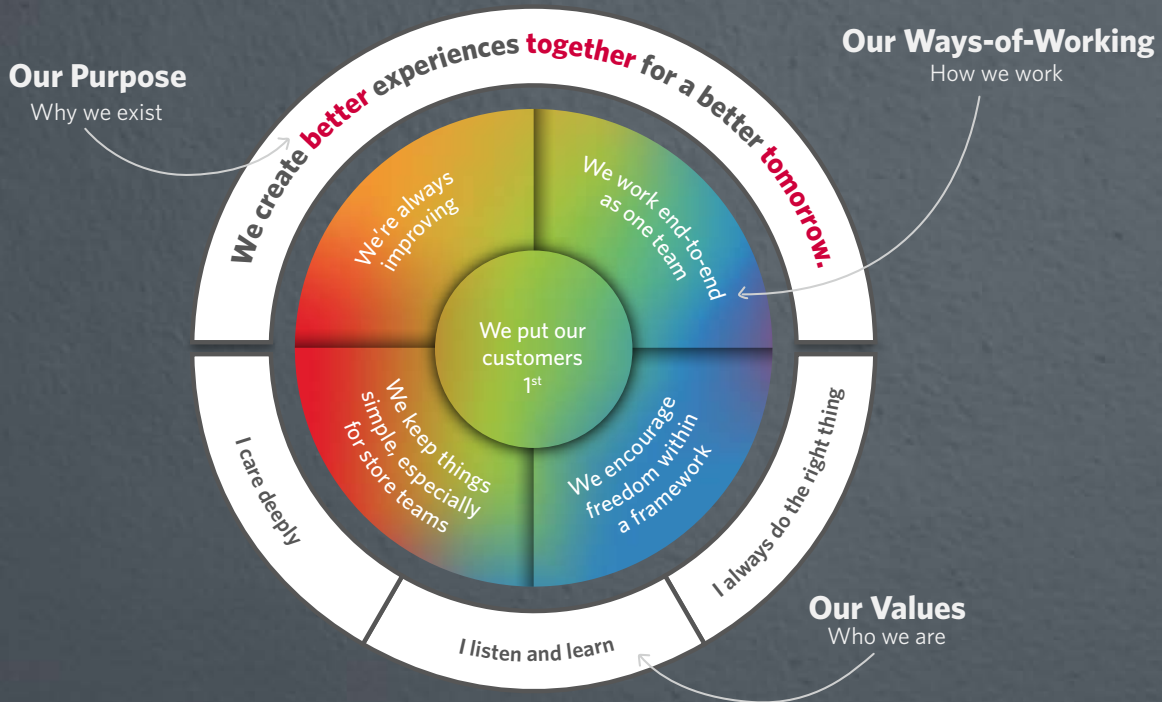 Our Purpose
Why we exist
Our Ways-of-Working
How we work
We create better experiences together for a better tomorrow.
We're always
improving
We work end-to-end
as one team
We put our
customers
1st
We keep things
simple, especially
for store teams
We encourage
freedom within
a framework
I care deeply
I listen and learn
I always do the right thing
Our Values
Who we are